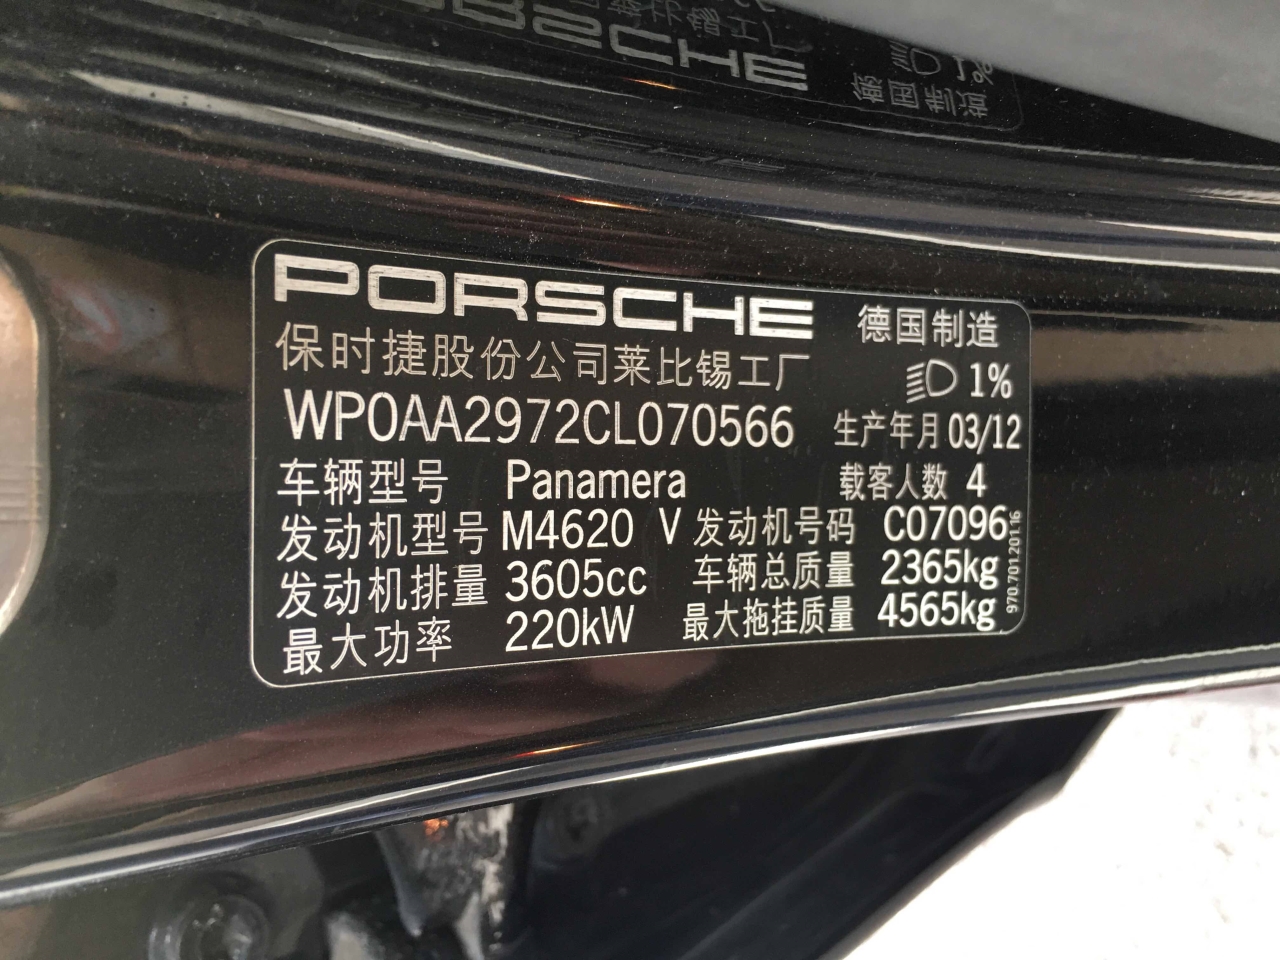 PORSCHE
德国制造
保时捷股份公司莱比锡工厂
1%
WP0AA2972CL070566
生产年月 03/12
车辆型号 Panamera
载客人数 4
发动机型号 M4620 V
发动机号码 C07096
发动机排量 3605cc
车辆总质量 2365kg
最大功率 220kW
最大拖挂质量 4565kg
970.701.201.16